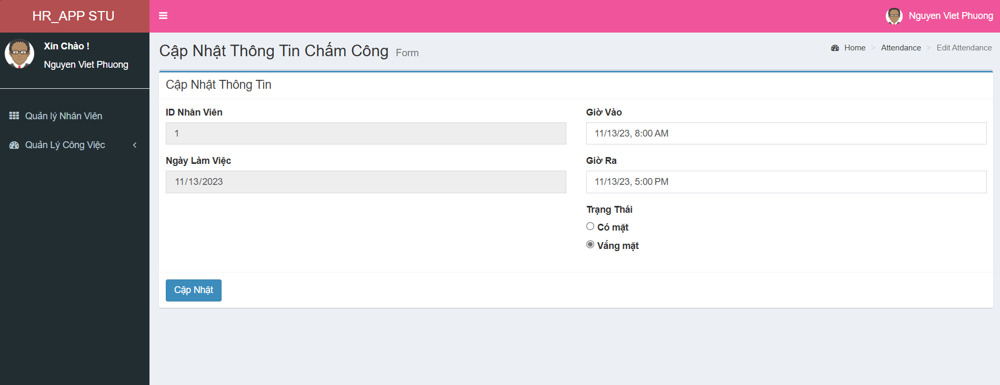 HR_APP STU
Nguyen Viet Phuong
Xin Chào !
Nguyen Viet Phuong
Quản lý Nhân Viên
Quản Lý Công Việc
Cập Nhật Thông Tin Chấm Công Form
Home > Attendance > Edit Attendance
Cập Nhật Thông Tin
ID Nhân Viên
1
Ngày Làm Việc
11/13/2023
Giờ Vào
11/13/23, 8:00 AM
Giờ Ra
11/13/23, 5:00 PM
Trạng Thái
Có mặt
Vắng mặt
Cập Nhật